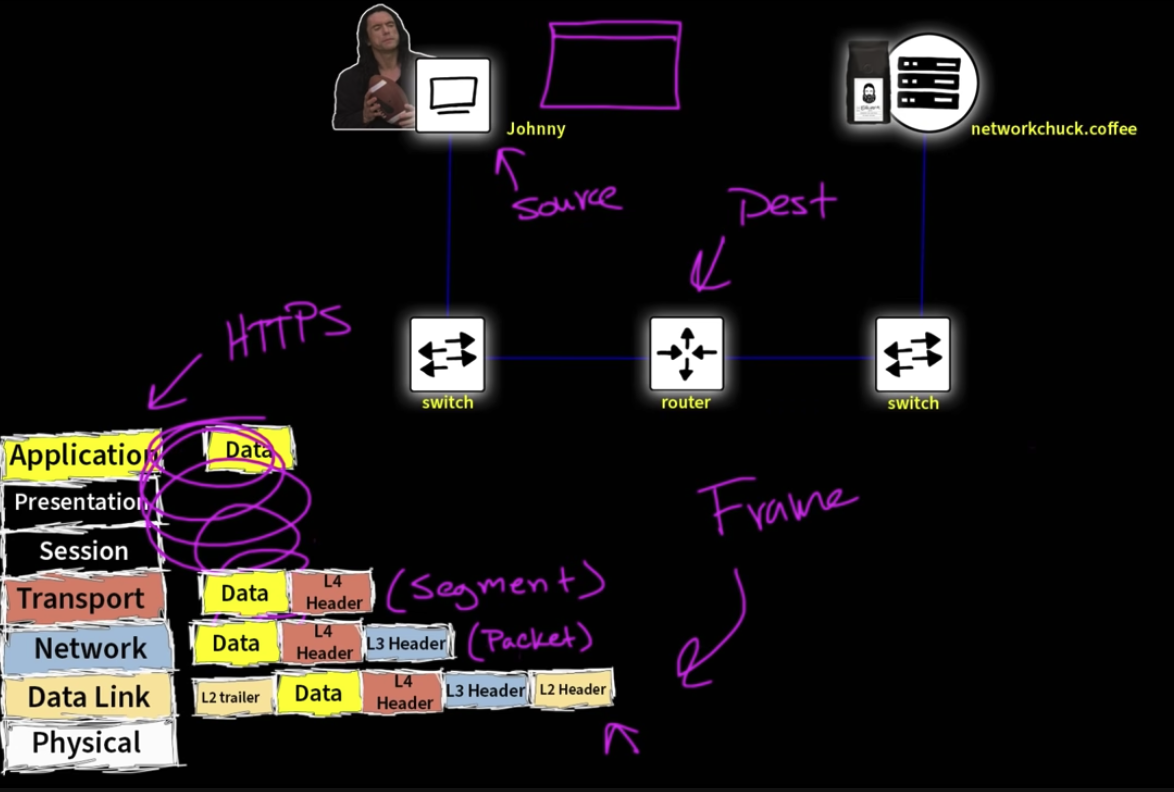 Johnny
networkchuck.coffee
source
Dest
HTTPS
switch
router
switch
Application
Data
Presentation
Session
Frame
Transport
Data
L4 Header
(Segment)
Network
Data
L4 Header
L3 Header
(Packet)
Data Link
L2 trailer
Data
L4 Header
L3 Header
L2 Header
Physical